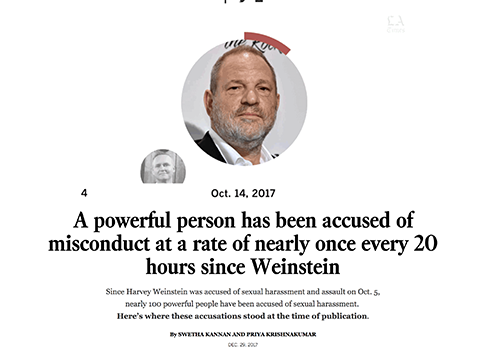 4
Oct. 14, 2017
A powerful person has been accused of
misconduct at a rate of nearly once every 20
hours since Weinstein
Since Harvey Weinstein was accused of sexual harassment and assault on Oct. 5,
nearly 100 powerful people have been accused of sexual harassment.
Here's where these accusations stood at the time of publication.
By SWETHA KANNAN AND PRIYA KRISHNAKUMAR
DEC. 29, 2017